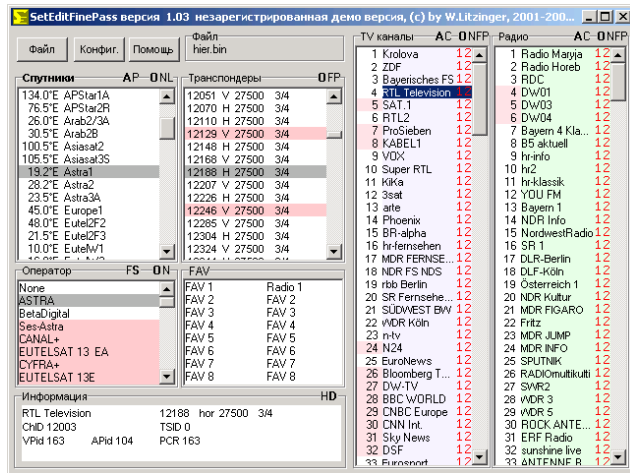 SetEditFinePass версия 1.03 незарегистрированная демо версия, (c) by W.Litzinger, 2001-200...
Файл Конфиг. Помощь
Файл
hier.bin
Спутники AP ONL
134.0°E APStar1A
76.5°E APStar2R
26.0°E Arab2/3A
30.5°E Arab2B
100.5°E Asiasat2
105.5°E Asiasat3S
19.2°E Astra1
28.2°E Astra2
23.5°E Astra3A
45.0°E Europe1
48.0°E Eutel2F2
21.5°E Eutel2F3
10.0°E EutelW1
Транспондеры OFP
12051 V 27500 3/4
12070 H 27500 3/4
12110 H 27500 3/4
12129 V 27500 3/4
12148 H 27500 3/4
12168 V 27500 3/4
12188 H 27500 3/4
12207 V 27500 3/4
12226 H 27500 3/4
12246 V 27500 3/4
12285 V 27500 3/4
12304 H 27500 3/4
12324 V 27500 3/4
Оператор FS ON
None
ASTRA
BetaDigital
Ses-Astra
CANAL+
EUTELSAT 13 EA
CYFRA+
EUTELSAT 13E
FAV
FAV 1 Radio 1
FAV 2 FAV 2
FAV 3 FAV 3
FAV 4 FAV 4
FAV 5 FAV 5
FAV 6 FAV 6
FAV 7 FAV 7
FAV 8 FAV 8
Информация HD
RTL Television 12188 hor 27500 3/4
ChID 12003 TSID 0
VPid 163 APid 104 PCR 163
TV каналы AC ONFP
1 Krolova 12
2 ZDF 12
3 Bayerisches FS 12
4 RTL Television 12
5 SAT.1 12
6 RTL2 12
7 ProSieben 12
8 KABEL1 12
9 VOX 12
10 Super RTL 12
11 KiKa 12
12 3sat 12
13 arte 12
14 Phoenix 12
15 BR-alpha 12
16 hr-fernsehen 12
17 MDR FERNSE... 12
18 NDR FS NDS 12
19 rbb Berlin 12
20 SR Fernsehe... 12
21 SÜDWEST BW 12
22 WDR Köln 12
23 n-tv 12
24 N24 12
25 EuroNews 12
26 Bloomberg T... 12
27 DW-TV 12
28 BBC WORLD 12
29 CNBC Europe 12
30 CNN Int. 12
31 Sky News 12
32 DSF 12
33 Eurosport 12
Радио AC ONFP
1 Radio Maryja 12
2 Radio Horeb 12
3 RDC 12
4 DW01 12
5 DW03 12
6 DW04 12
7 Bayern 4 Kla... 12
8 B5 aktuell 12
9 hr-info 12
10 hr2 12
11 hr-klassik 12
12 YOU FM 12
13 Bayern 1 12
14 NDR Info 12
15 NordwestRadio 12
16 SR 1 12
17 DLR-Berlin 12
18 DLF-Köln 12
19 Österreich 1 12
20 NDR Kultur 12
21 MDR FIGARO 12
22 Fritz 12
23 MDR JUMP 12
24 MDR INFO 12
25 SPUTNIK 12
26 RADIOmultikulti 12
27 SWR2 12
28 WDR 3 12
29 WDR 5 12
30 ROCK ANTE... 12
31 ERF Radio 12
32 sunshine live 12
33 ANTENNE B 12